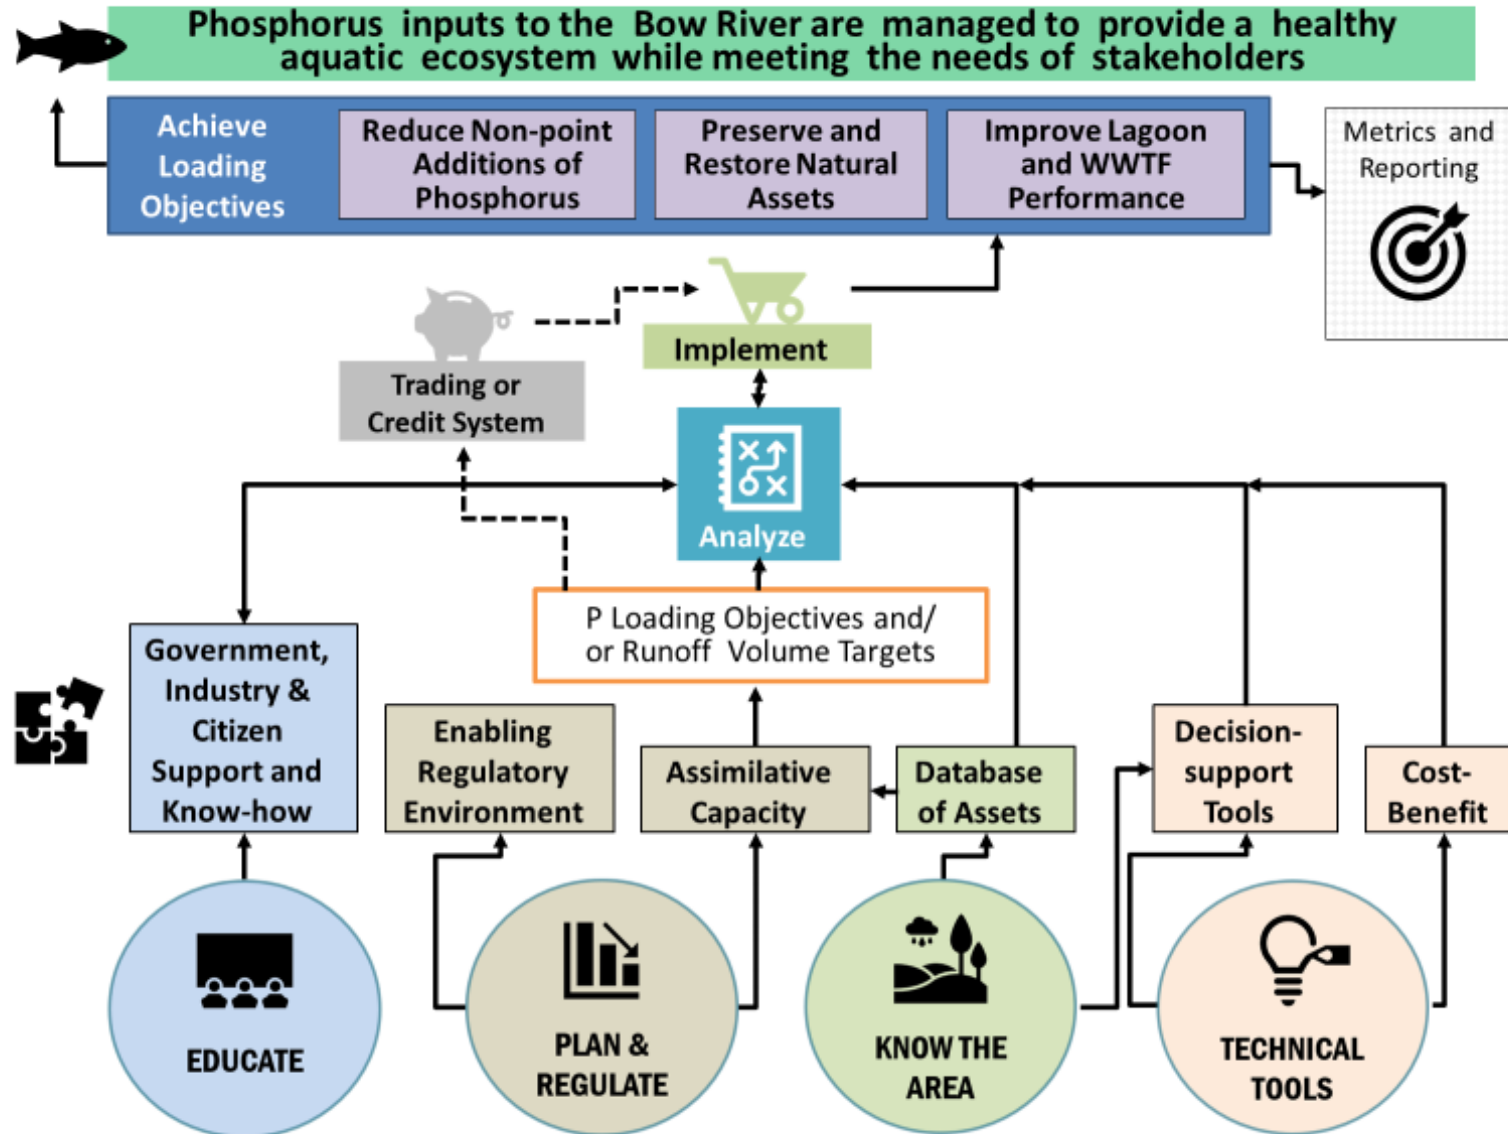 Phosphorus inputs to the Bow River are managed to provide a healthy
aquatic ecosystem while meeting the needs of stakeholders
Achieve
Loading
Objectives
Reduce Non-point
Additions of
Phosphorus
Preserve and
Restore Natural
Assets
Improve Lagoon
and WWTF
Performance
Metrics and
Reporting
Implement
Trading or
Credit System
Analyze
P Loading Objectives and/
or Runoff Volume Targets
Government,
Industry &
Citizen
Support and
Know-how
Enabling
Regulatory
Environment
Assimilative
Capacity
Database
of Assets
Decision-
support
Tools
Cost-
Benefit
EDUCATE
PLAN &
REGULATE
KNOW THE
AREA
TECHNICAL
TOOLS